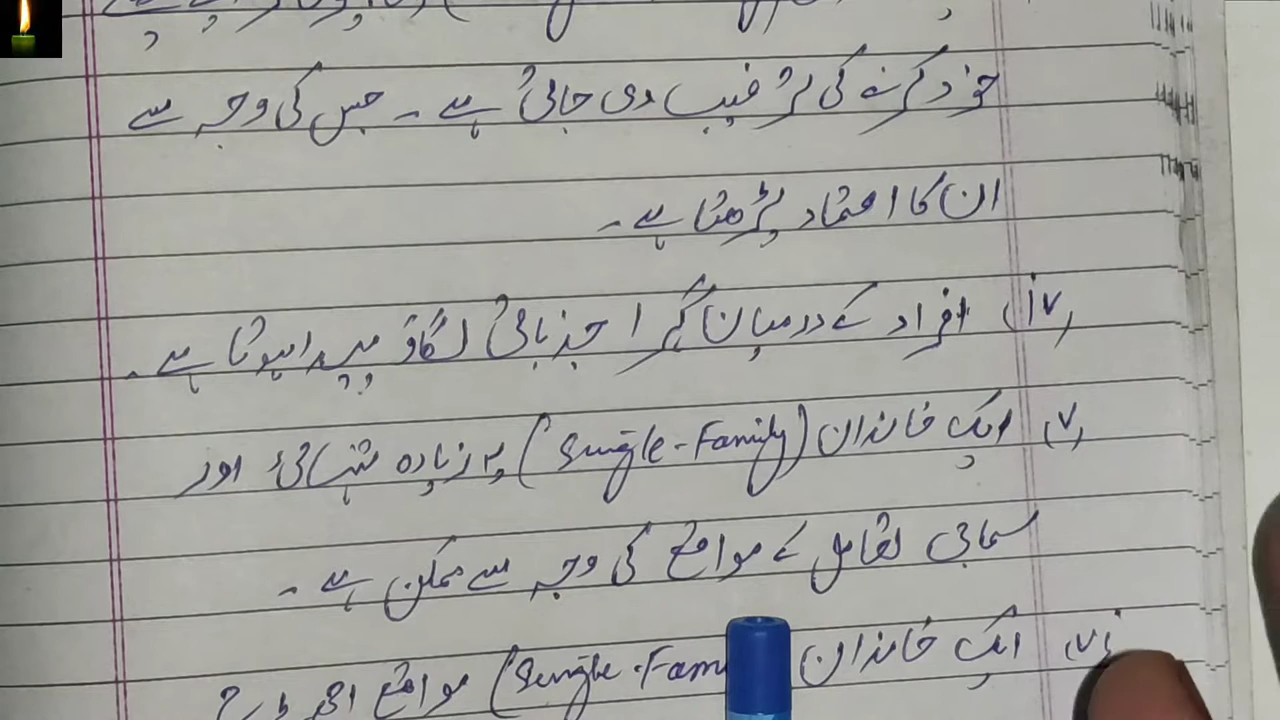 خود کرنے کی ترغیب دی جاتی ہے ۔ جس کی وجہ سے
ان کا اعتماد بڑھتا ہے ۔
iv) افراد کے درمیان گہرا جذباتی لگاؤ پیدا ہوتا ہے ۔
v) ایک خاندان (Single-Family) پر زیادہ تنہائی اور
سماجی تعامل کے مواقع کی وجہ سے ممکن ہے ۔
vi) ایک خاندان (Single-Fam مواقع